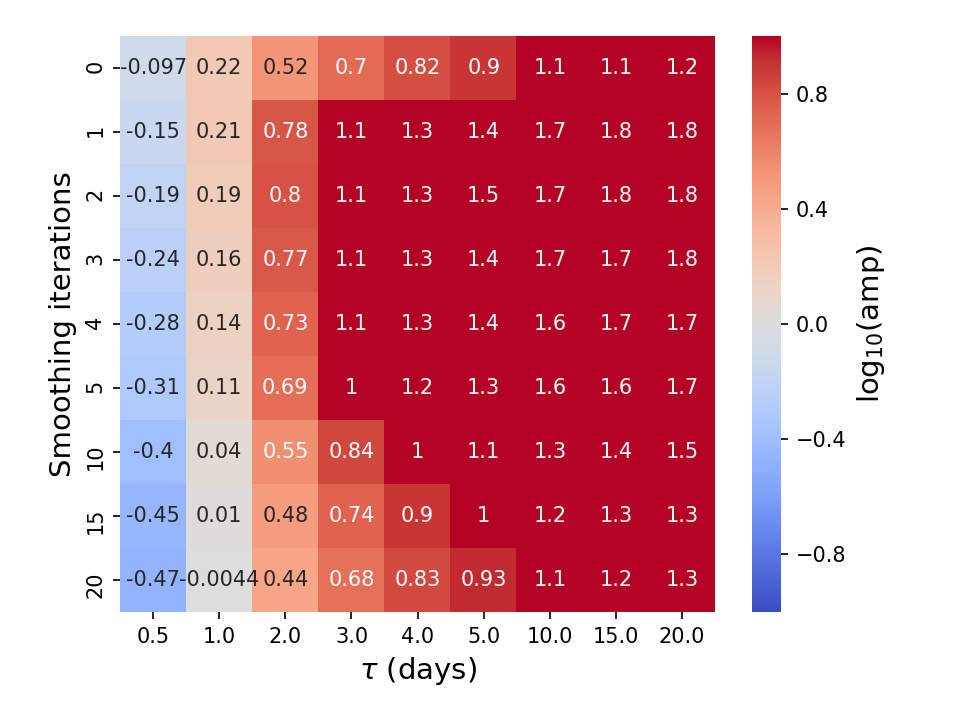 0 -0.097 0.22 0.52 0.7 0.82 0.9 1.1 1.1 1.2
1 -0.15 0.21 0.78 1.1 1.3 1.4 1.7 1.8 1.8
2 -0.19 0.19 0.8 1.1 1.3 1.5 1.7 1.8 1.8
3 -0.24 0.16 0.77 1.1 1.3 1.4 1.7 1.7 1.8
4 -0.28 0.14 0.73 1.1 1.3 1.4 1.6 1.7 1.7
5 -0.31 0.11 0.69 1 1.2 1.3 1.6 1.6 1.7
10 -0.4 0.04 0.55 0.84 1 1.1 1.3 1.4 1.5
15 -0.45 0.01 0.48 0.74 0.9 1 1.2 1.3 1.3
20 -0.47 -0.0044 0.44 0.68 0.83 0.93 1.1 1.2 1.3
0.5 1.0 2.0 3.0 4.0 5.0 10.0 15.0 20.0
τ (days)
Smoothing iterations
0.8
0.4
0.0
−0.4
−0.8
log₁₀(amp)